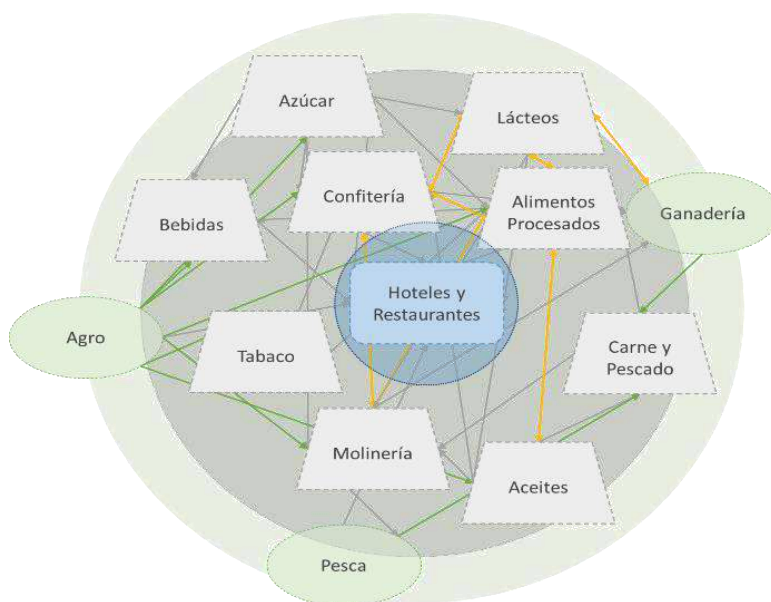 Azúcar
Lácteos
Confitería
Alimentos
Procesados
Bebidas
Ganadería
Hoteles y
Restaurantes
Agro
Tabaco
Carne y
Pescado
Molinería
Aceites
Pesca